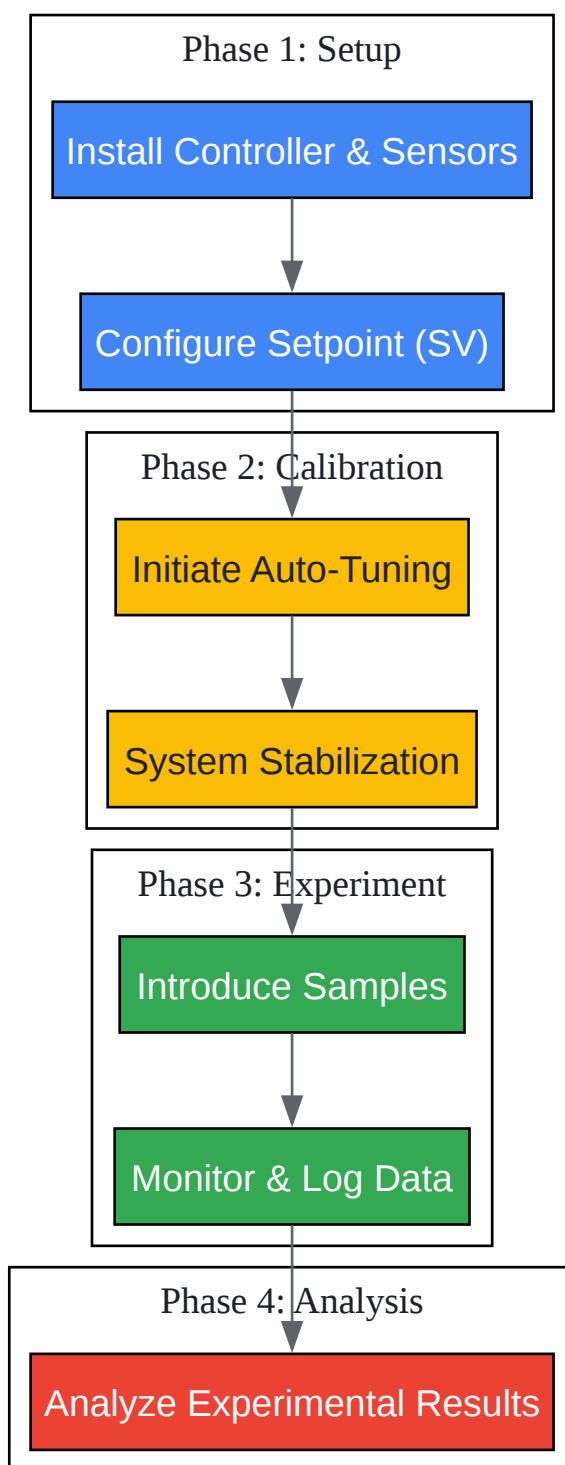 Phase 1: Setup
Install Controller & Sensors
Configure Setpoint (SV)
Phase 2: Calibration
Initiate Auto-Tuning
System Stabilization
Phase 3: Experiment
Introduce Samples
Monitor & Log Data
Phase 4: Analysis
Analyze Experimental Results